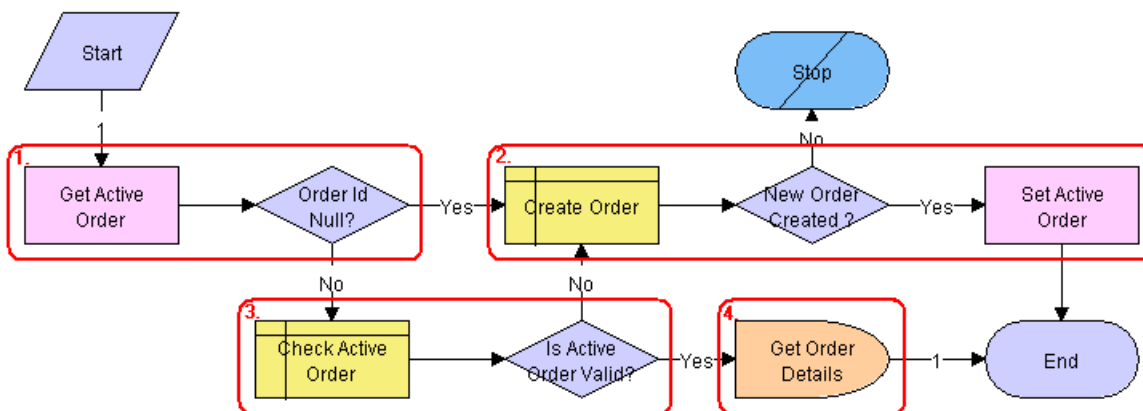 Start
Stop
1
No
1.
2.
Get Active
Order
Order Id
Null?
Yes
Create Order
New Order
Created ?
Yes
Set Active
Order
No
No
3.
4.
Check Active
Order
Is Active
Order Valid?
Yes
Get Order
Details
1
End